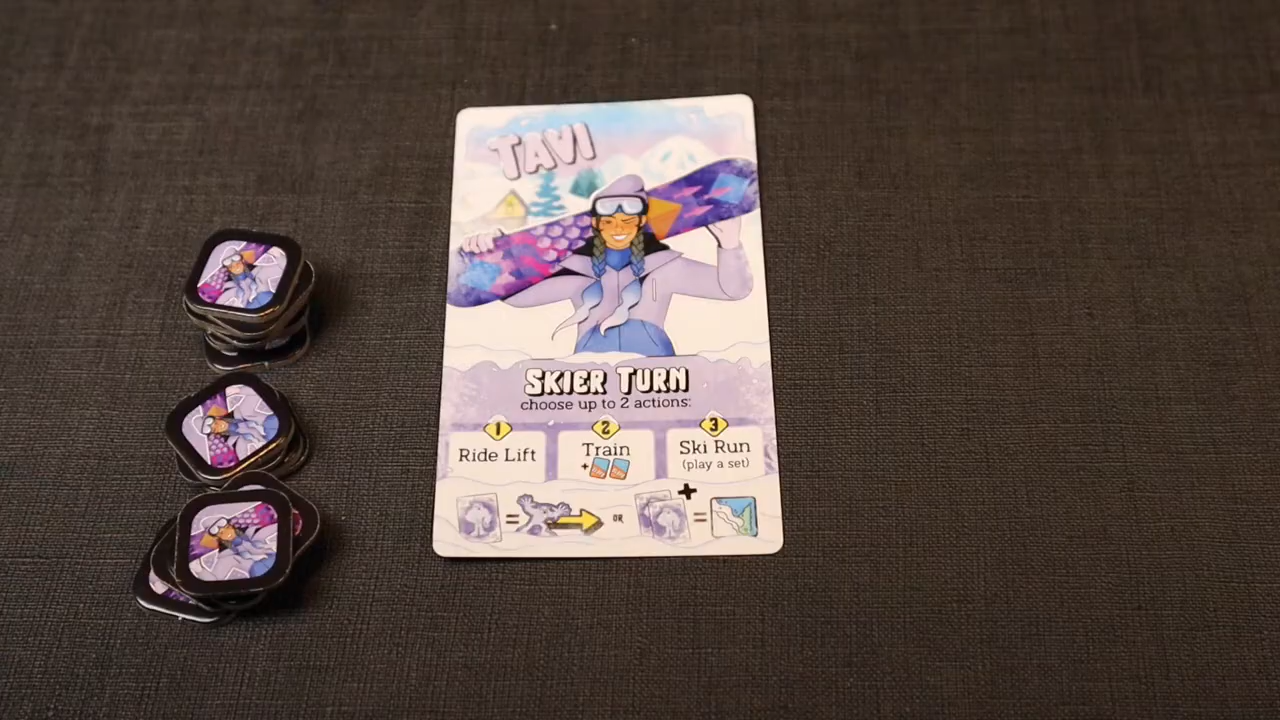 TAVI
SKIER TURN
choose up to 2 actions:
1 2 3
Ride Lift Train Ski Run
+ (play a set)
+
= OR =